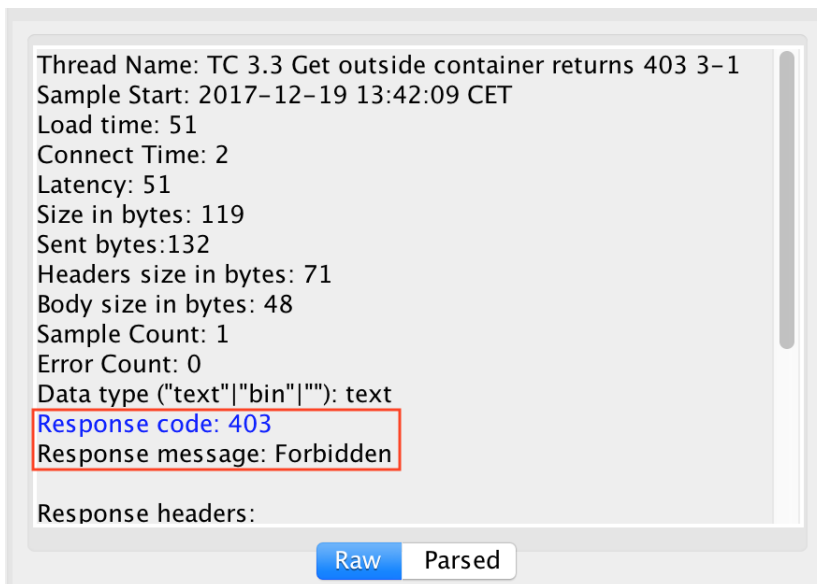 Thread Name: TC 3.3 Get outside container returns 403 3-1
Sample Start: 2017-12-19 13:42:09 CET
Load time: 51
Connect Time: 2
Latency: 51
Size in bytes: 119
Sent bytes:132
Headers size in bytes: 71
Body size in bytes: 48
Sample Count: 1
Error Count: 0
Data type ("text"|"bin"|""): text
Response code: 403
Response message: Forbidden
Response headers:
Raw Parsed